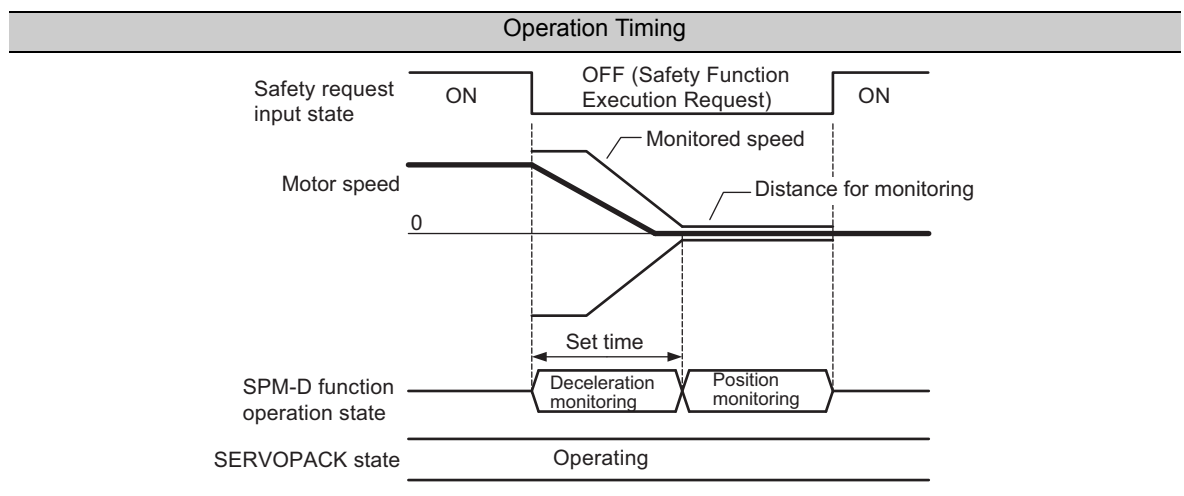 Operation Timing
Safety request
input state
ON
OFF (Safety Function
Execution Request)
ON
Monitored speed
Motor speed
Distance for monitoring
0
Set time
SPM-D function
operation state
Deceleration
monitoring
Position
monitoring
SERVOPACK state
Operating